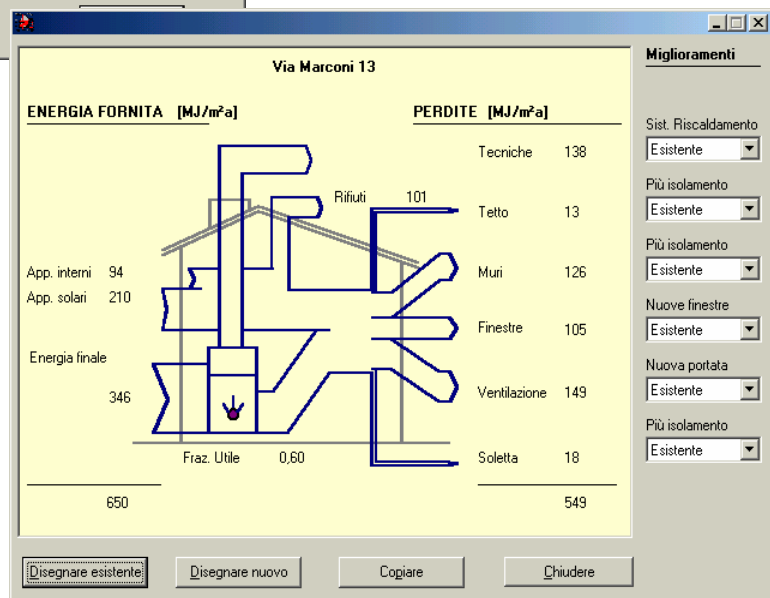 Via Marconi 13
ENERGIA FORNITA [MJ/m²a]
PERDITE [MJ/m²a]
Tecniche 138
Rifiuti 101
Tetto 13
App. interni 94
App. solari 210
Muri 126
Finestre 105
Energia finale
346
Ventilazione 149
Fraz. Utile 0,60
Soletta 18
650
549
Miglioramenti
Sist. Riscaldamento
Esistente
Più isolamento
Esistente
Più isolamento
Esistente
Nuove finestre
Esistente
Nuova portata
Esistente
Più isolamento
Esistente
Disegnare esistente
Disegnare nuovo
Copiare
Chiudere